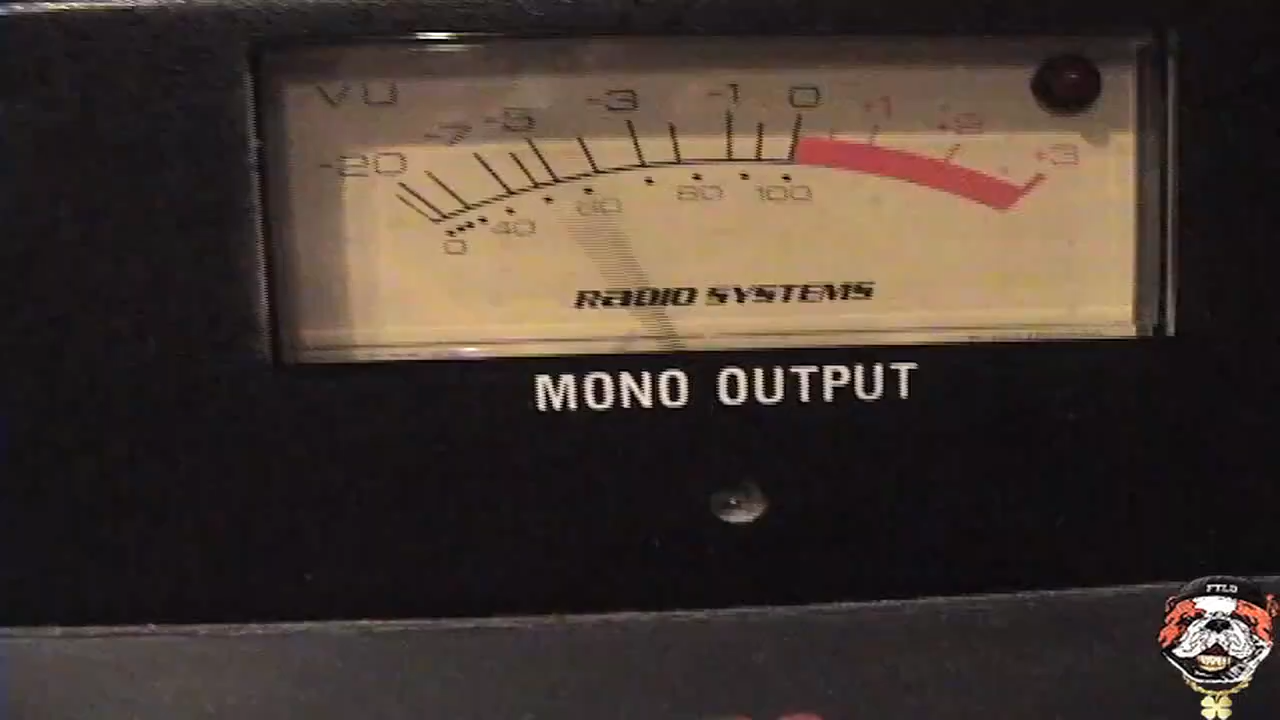 VU
-20 -7 -5 -3 -1 0 +1 +2 +3
0 40 60 80 100
RADIO SYSTEMS
MONO OUTPUT
FTLD